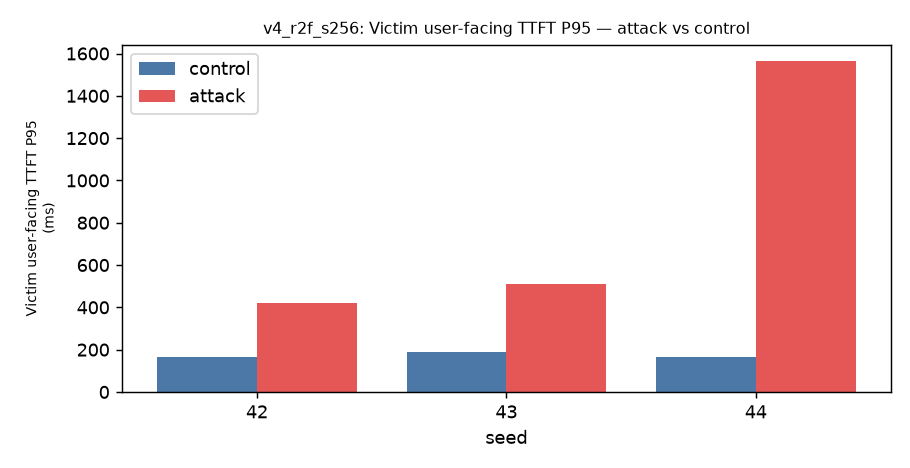 v4_r2f_s256: Victim user-facing TTFT P95 — attack vs control
Victim user-facing TTFT P95
(ms)
1600
1400
1200
1000
800
600
400
200
0
control
attack
42
43
44
seed